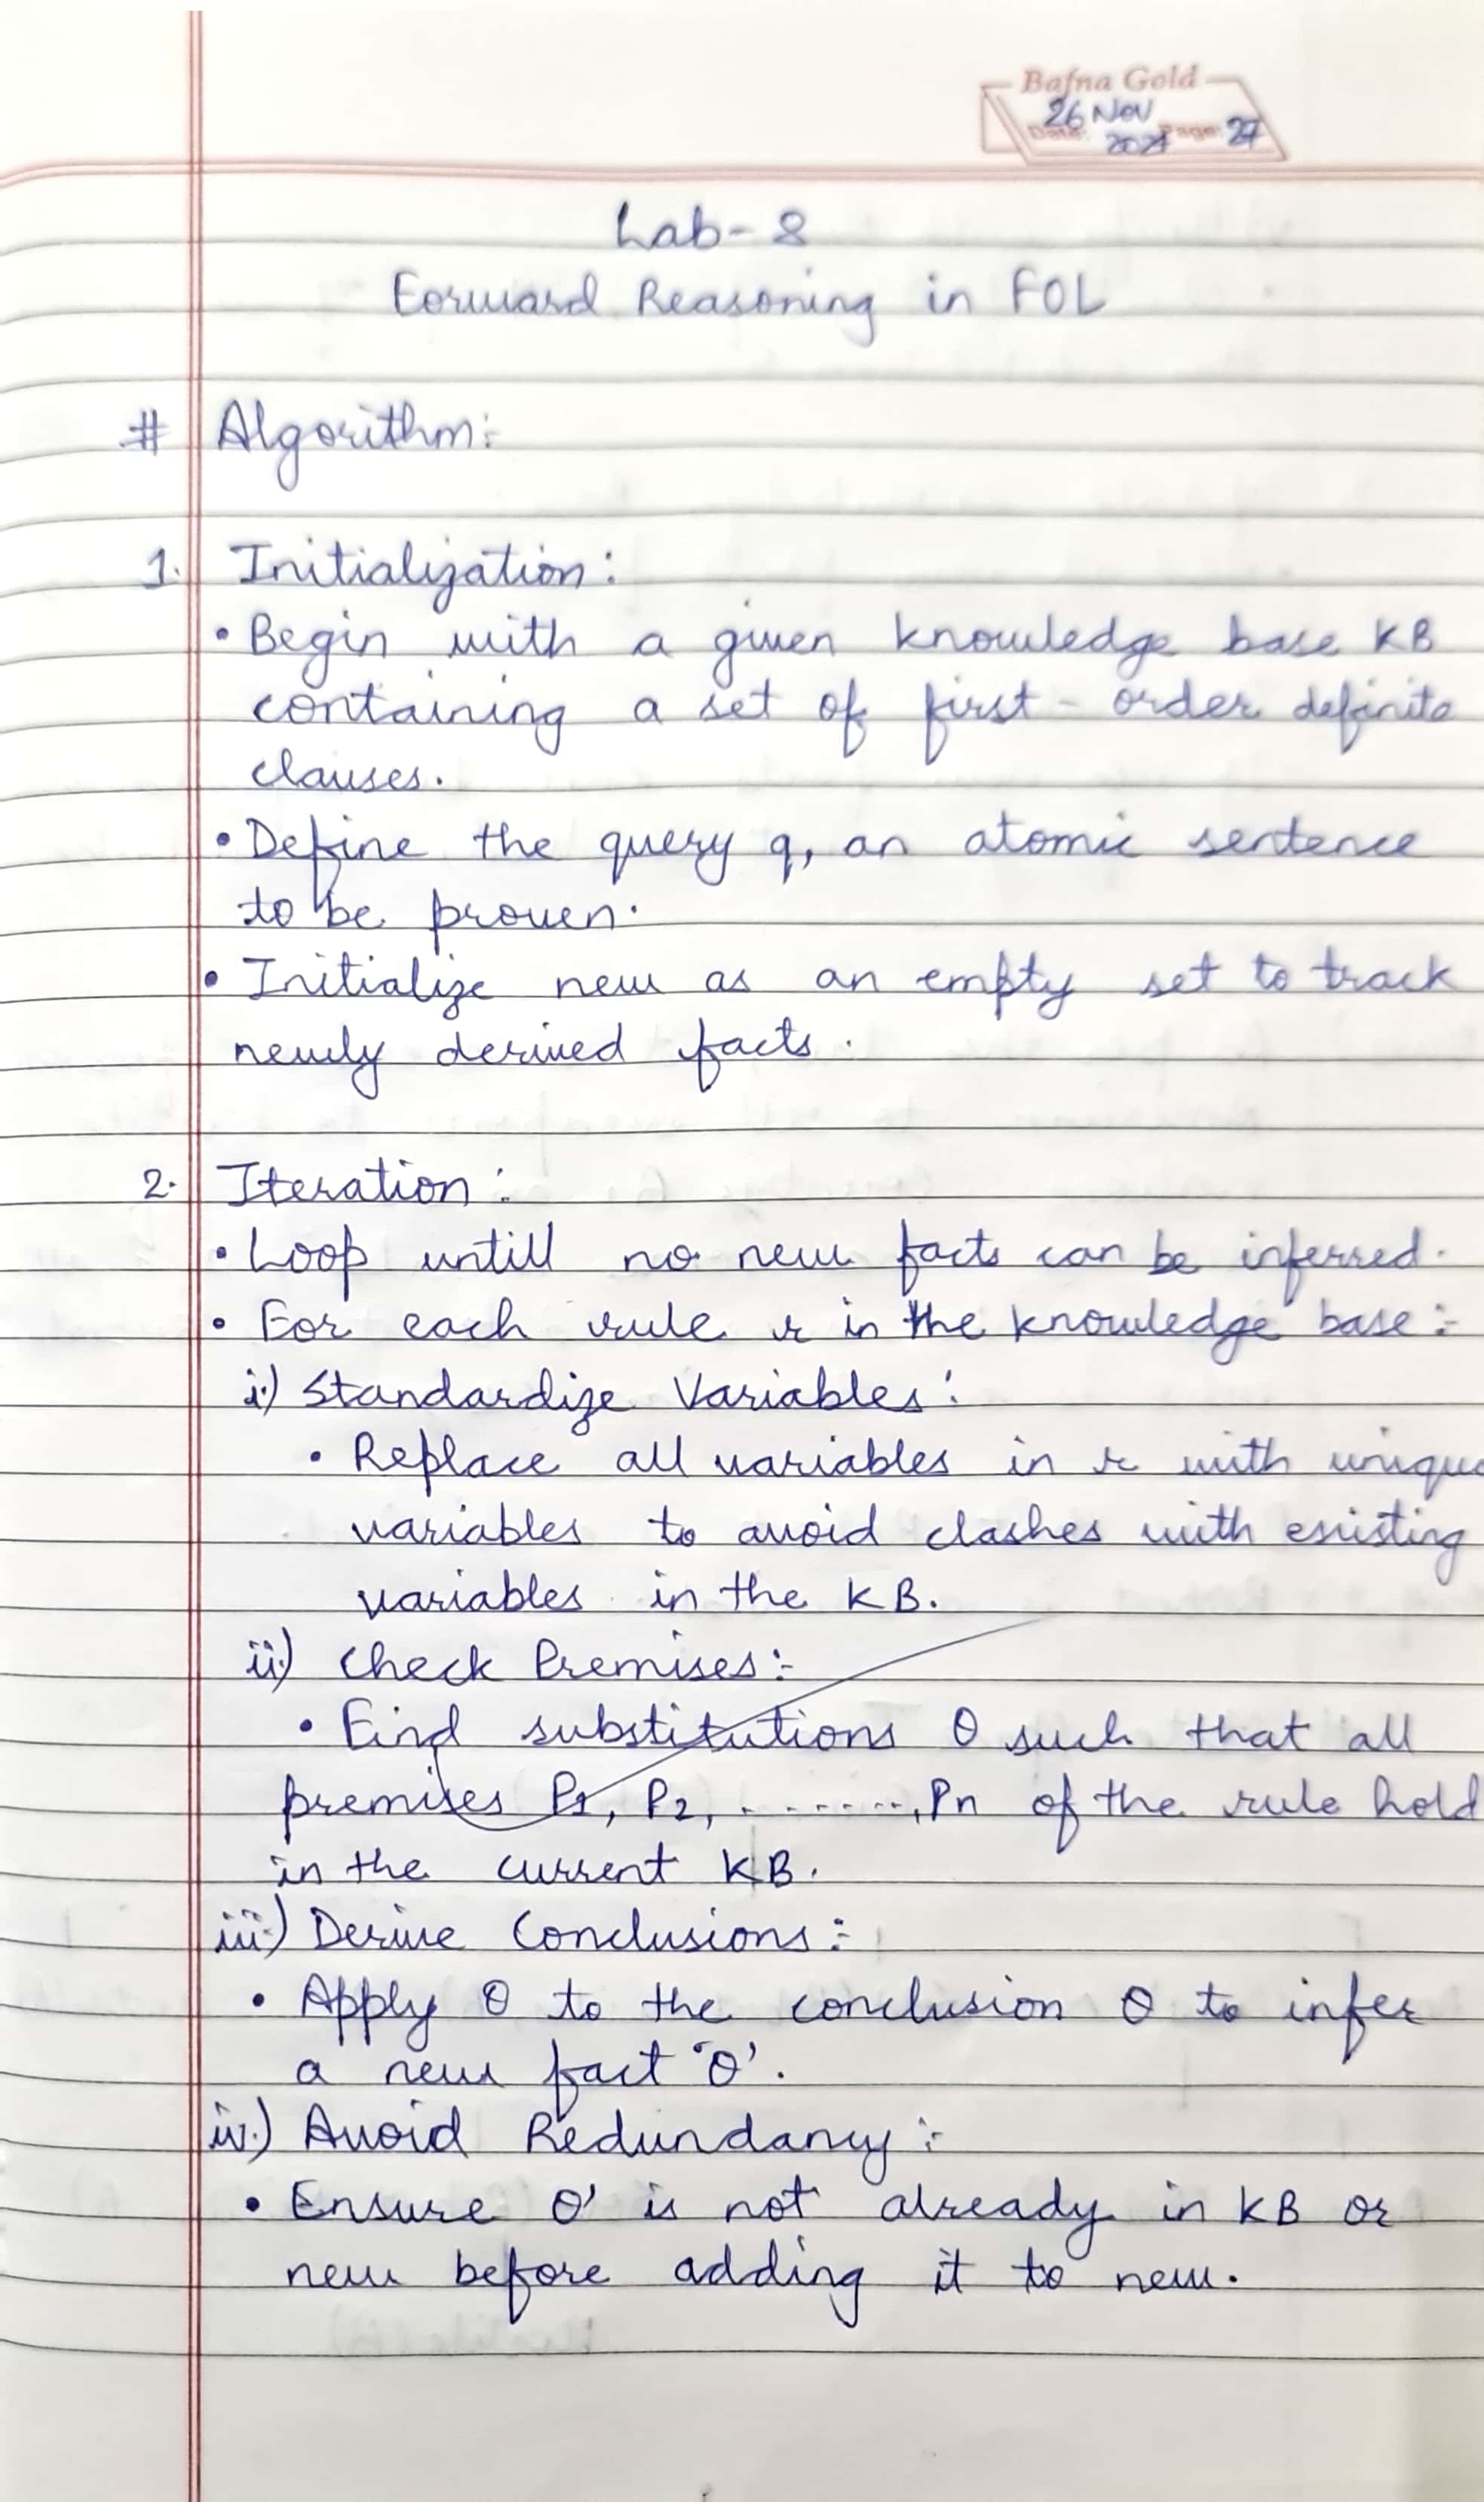 Bafna Gold
26 Nov
Date: 2024 Page: 27
Lab-8
Forward Reasoning in FOL
# Algorithm:-
1. Initialization:
• Begin with a given knowledge base KB
containing a set of first-order definite
clauses.
• Define the query q, an atomic sentence
to be proven.
• Initialize new as an empty set to track
newly derived facts.
2. Iteration:
• Loop untill no new facts can be inferred.
• For each rule r in the knowledge base:-
i) Standardize Variables:
• Replace all variables in r with unique
variables to avoid clashes with existing
variables in the KB.
ii) Check Premises:-
• Find substitutions θ such that all
premises P1, P2, ........, Pn of the rule hold
in the current KB.
iii) Derive Conclusions:-
• Apply θ to the conclusion θ to infer
a new fact 'θ'.
iv.) Avoid Redundancy:-
• Ensure θ' is not already in KB or
new before adding it to new.